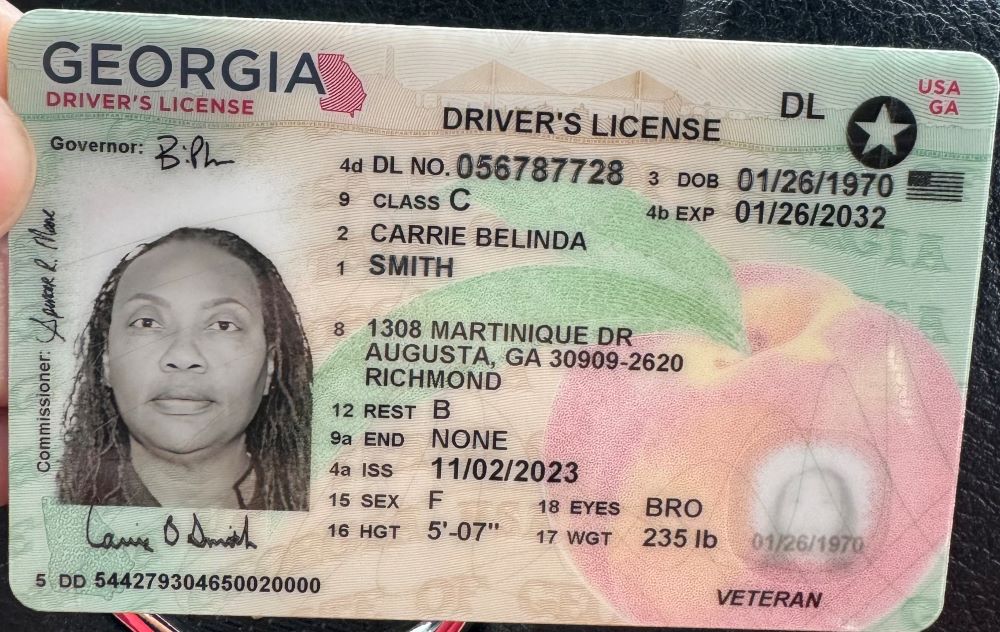 GEORGIA
DRIVER'S LICENSE
DRIVER'S LICENSE
DL
USA
GA
Governor:
4d DL NO. 056787728
3 DOB 01/26/1970
9 CLASS C
4b EXP 01/26/2032
2 CARRIE BELINDA
1 SMITH
8 1308 MARTINIQUE DR
AUGUSTA, GA 30909-2620
RICHMOND
12 REST B
9a END NONE
4a ISS 11/02/2023
15 SEX F
18 EYES BRO
16 HGT 5'-07"
17 WGT 235 lb
01/26/1970
Commissioner: Spencer R. Moore
Carrie B Smith
5 DD 544279304650020000
VETERAN